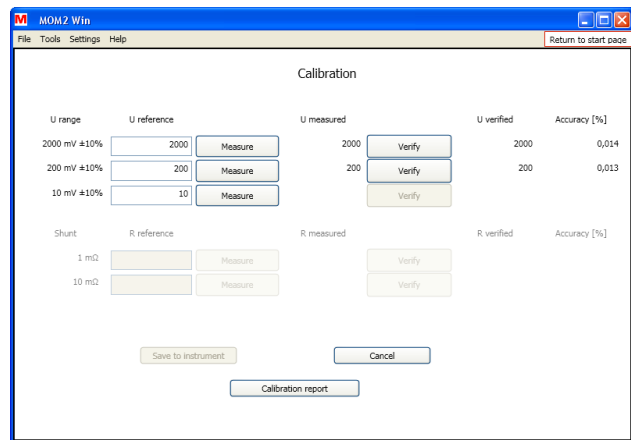 M MOM2 Win
File Tools Settings Help Return to start page
Calibration
U range U reference U measured U verified Accuracy [%]
2000 mV ±10% 2000 Measure 2000 Verify 2000 0,014
200 mV ±10% 200 Measure 200 Verify 200 0,013
10 mV ±10% 10 Measure Verify
Shunt R reference R measured R verified Accuracy [%]
1 mΩ Measure Verify
10 mΩ Measure Verify
Save to instrument Cancel
Calibration report